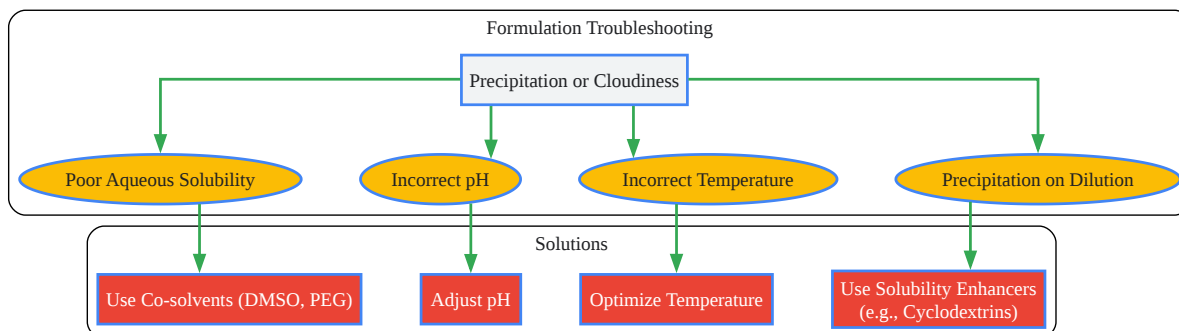 Formulation Troubleshooting
Precipitation or Cloudiness
Poor Aqueous Solubility
Incorrect pH
Incorrect Temperature
Precipitation on Dilution
Solutions
Use Co-solvents (DMSO, PEG)
Adjust pH
Optimize Temperature
Use Solubility Enhancers
(e.g., Cyclodextrins)